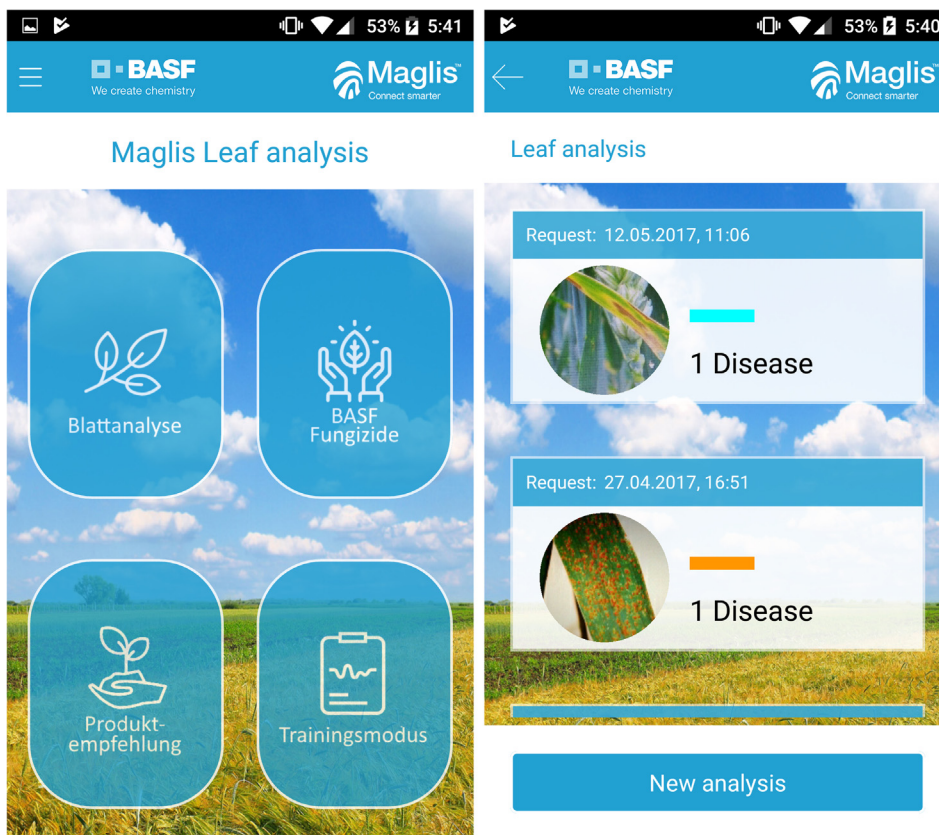 53% 5:41
BASF
We create chemistry
Maglis™
Connect smarter
Maglis Leaf analysis
Blattanalyse
BASF
Fungizide
Produkt-
empfehlung
Trainingsmodus
53% 5:40
BASF
We create chemistry
Maglis™
Connect smarter
Leaf analysis
Request: 12.05.2017, 11:06
1 Disease
Request: 27.04.2017, 16:51
1 Disease
New analysis